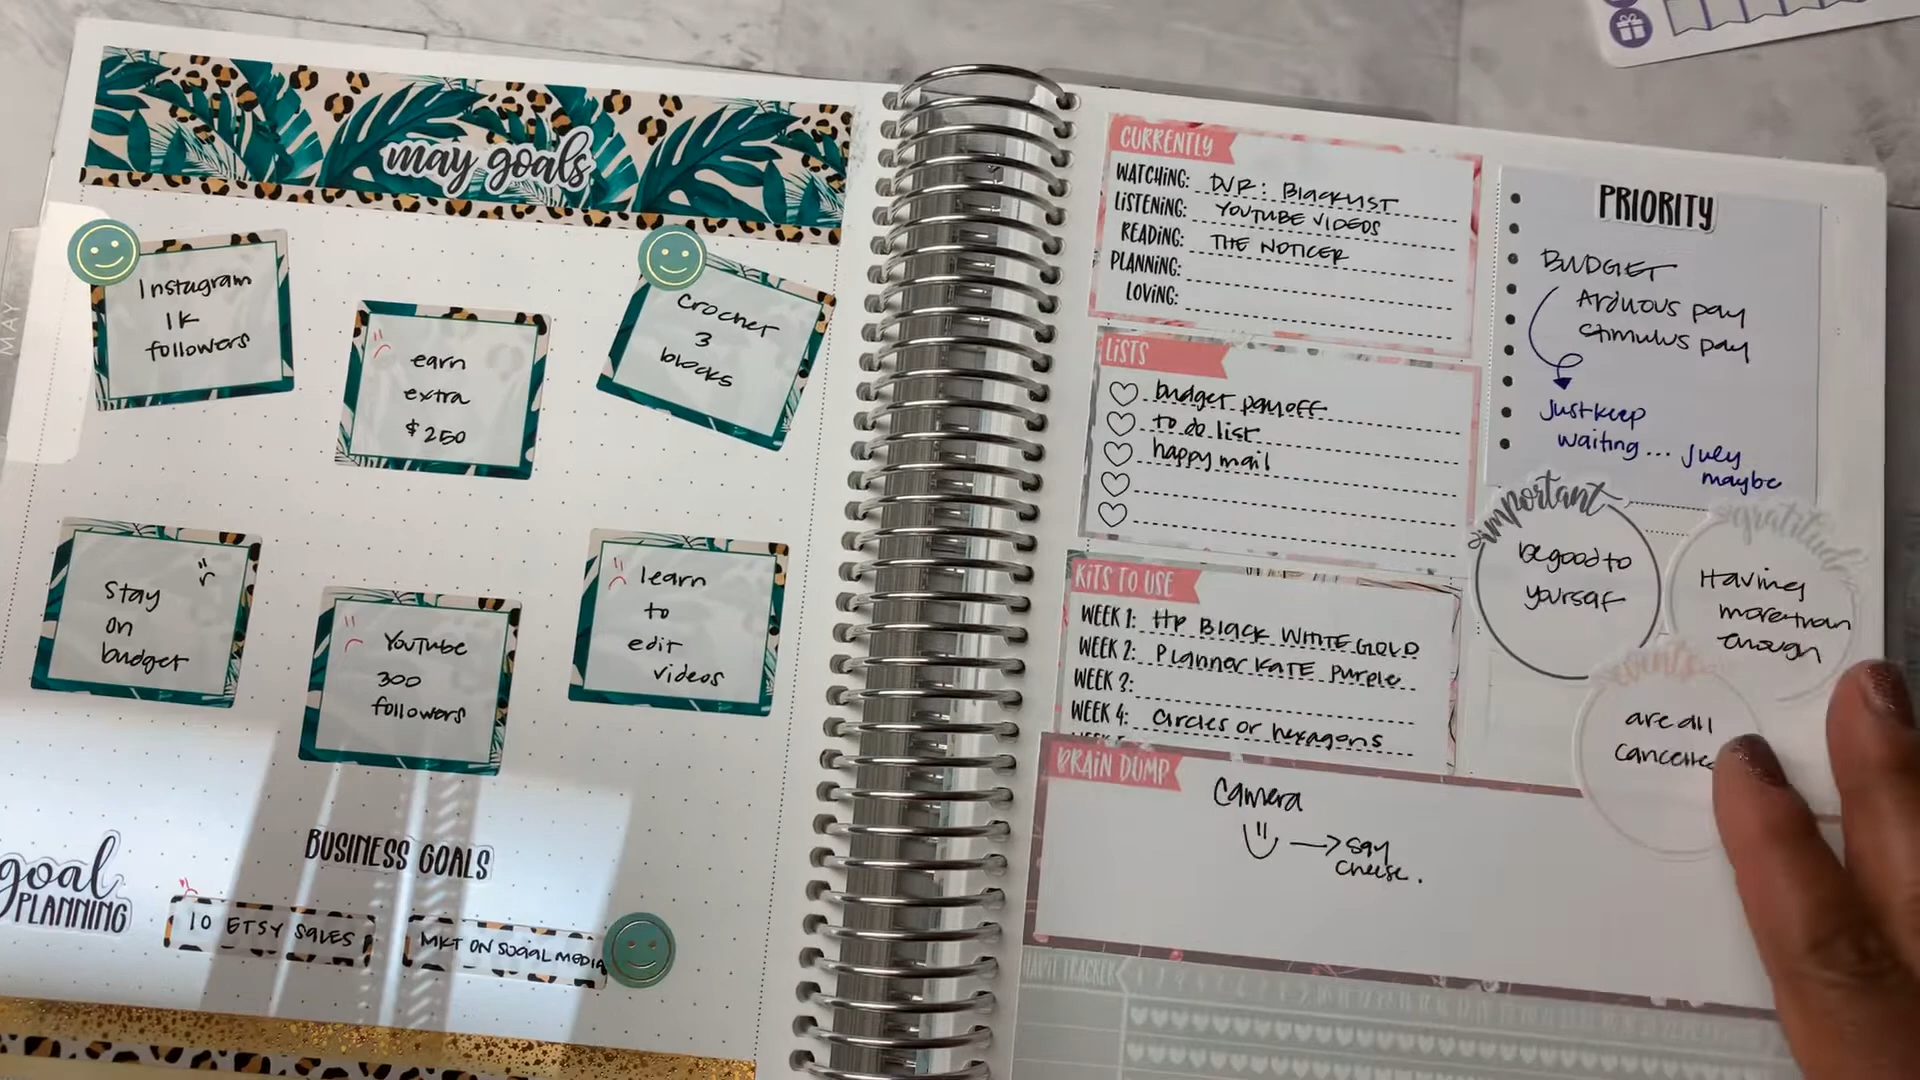 MAY
may goals
Instagram
1K
followers
earn
extra
$250
Crochet
3
blocks
Stay
on
budget
YouTube
300
followers
learn
to
edit
videos
goal
PLANNING
BUSINESS GOALS
10 ETSY SALES
MKT ON SOCIAL MEDIA
CURRENTLY
WATCHING: DVR: BLACKLIST
LISTENING: YOUTUBE VIDEOS
READING: THE NOTICER
PLANNING:
LOVING:
LISTS
budget payoff
to do list
happy mail
KITS TO USE
WEEK 1: HP BLACK WHITE GOLD
WEEK 2: Planner KATE Purple
WEEK 3:
WEEK 4: circles or hexagons
BRAIN DUMP
Camera
say
cheese.
PRIORITY
BUDGET
Arduous pay
Stimulus pay
Just keep
waiting... July
maybe
important
be good to
yourself
gratitude
Having
more than
enough
events
are all
HABIT TRACKER